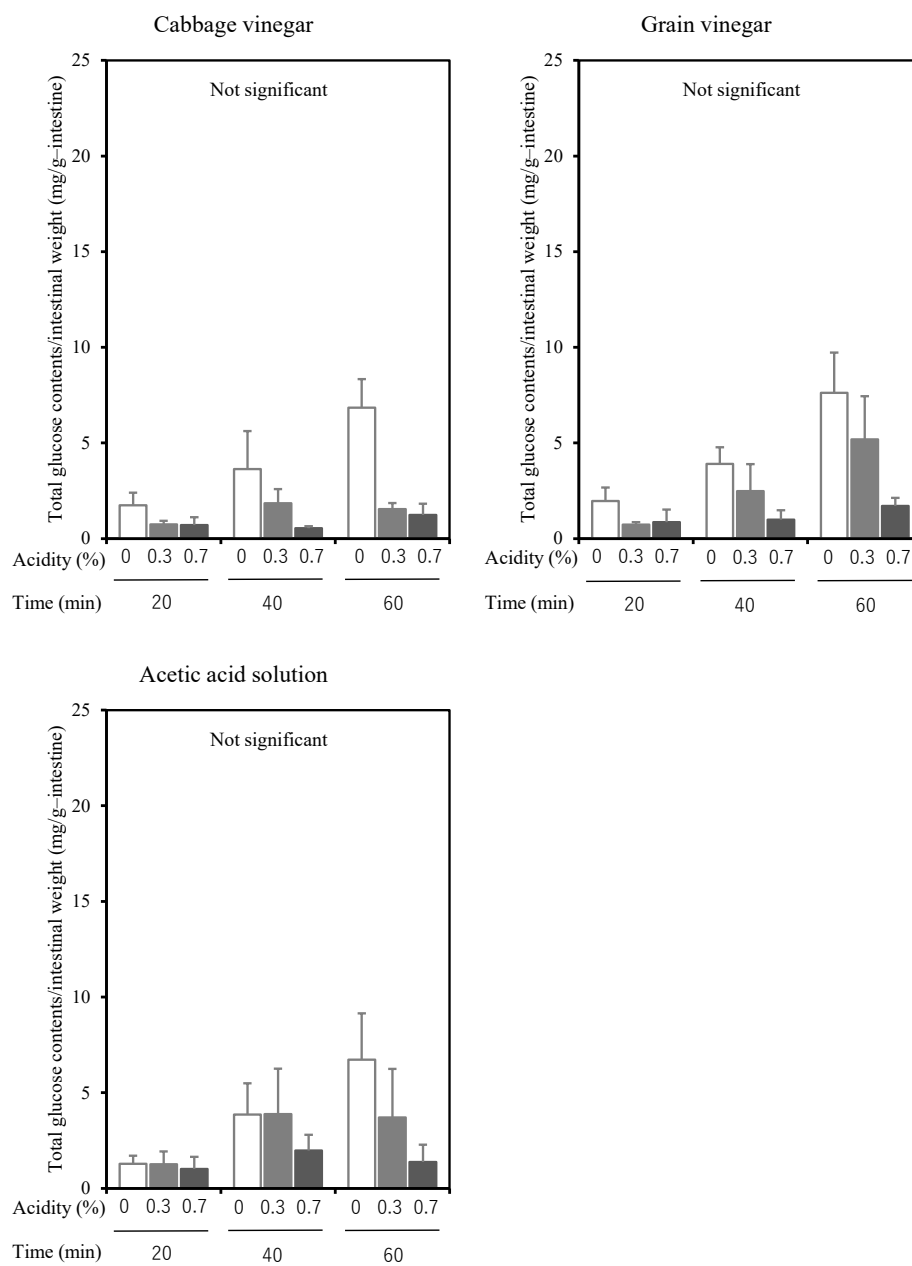 Cabbage vinegar
Total glucose contents/intestinal weight (mg/g–intestine)
25
20
15
10
5
0
Not significant
Acidity (%) 0 0.3 0.7 0 0.3 0.7 0 0.3 0.7
Time (min) 20 40 60
Grain vinegar
Total glucose contents/intestinal weight (mg/g–intestine)
25
20
15
10
5
0
Not significant
Acidity (%) 0 0.3 0.7 0 0.3 0.7 0 0.3 0.7
Time (min) 20 40 60
Acetic acid solution
Total glucose contents/intestinal weight (mg/g–intestine)
25
20
15
10
5
0
Not significant
Acidity (%) 0 0.3 0.7 0 0.3 0.7 0 0.3 0.7
Time (min) 20 40 60